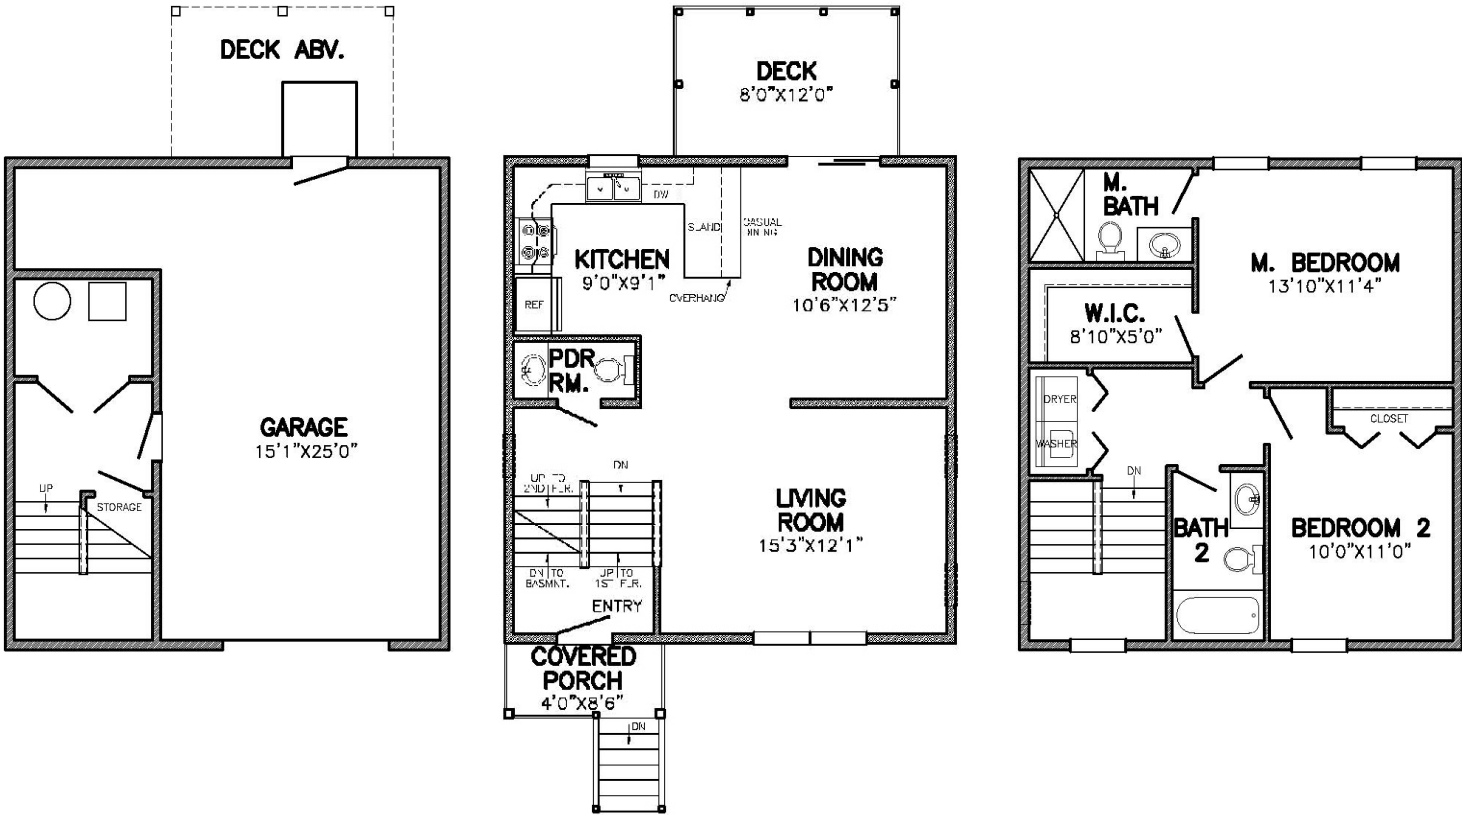 DECK ABV.
GARAGE
15'1"X25'0"
UP
STORAGE
DECK
8'0"X12'0"
DW
CASUAL
KITCHEN
9'0"X9'1"
OVERHANG
REF
DINING
ROOM
10'6"X12'5"
PDR
RM.
DN
UP TO
2ND FLR.
LIVING
ROOM
15'3"X12'1"
DN TO
BASMNT.
UP TO
1ST FLR.
ENTRY
COVERED
PORCH
4'0"X8'6"
DN
M.
BATH
M. BEDROOM
13'10"X11'4"
W.I.C.
8'10"X5'0"
DRYER
WASHER
CLOSET
DN
BATH
2
BEDROOM 2
10'0"X11'0"